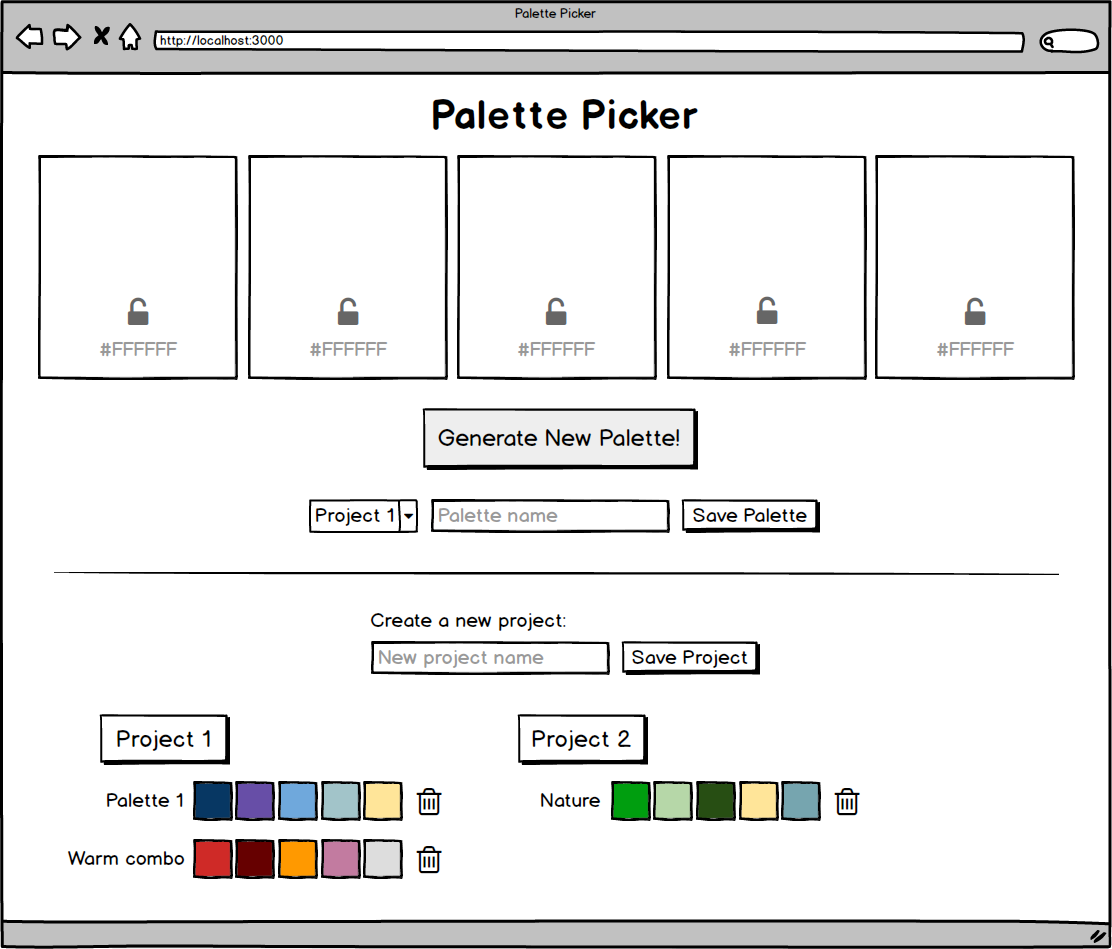 Palette Picker
http://localhost:3000
Palette Picker
#FFFFFF #FFFFFF #FFFFFF #FFFFFF #FFFFFF
Generate New Palette!
Project 1 Palette name Save Palette
Create a new project:
New project name Save Project
Project 1 Project 2
Palette 1 Nature
Warm combo